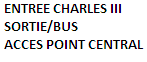 ENTREE CHARLES III
SORTIE/BUS
ACCES POINT CENTRAL